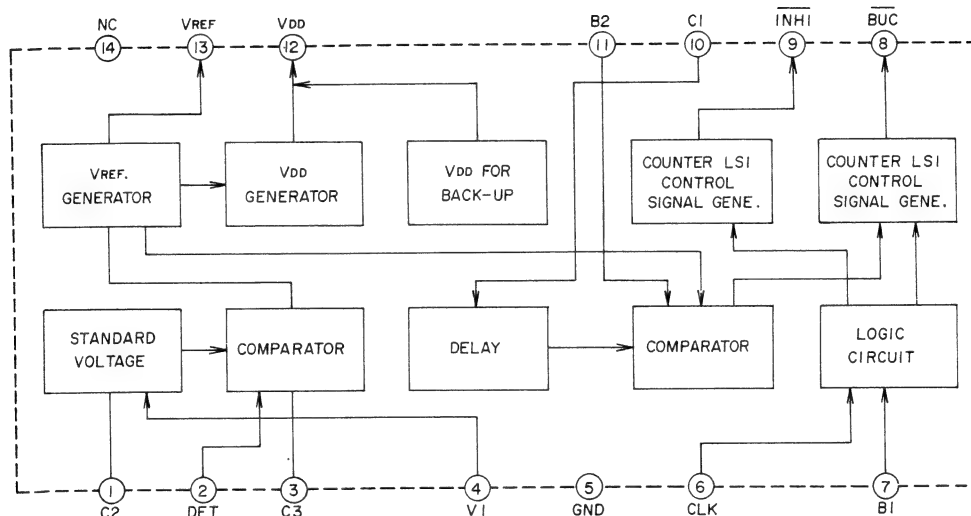 NC VREF VDD B2 C1 INHI BUC
14 13 12 11 10 9 8
VREF. GENERATOR
VDD GENERATOR
VDD FOR BACK-UP
COUNTER LSI CONTROL SIGNAL GENE.
COUNTER LSI CONTROL SIGNAL GENE.
STANDARD VOLTAGE
COMPARATOR
DELAY
COMPARATOR
LOGIC CIRCUIT
1 2 3 4 5 6 7
C2 DET C3 V1 GND CLK B1